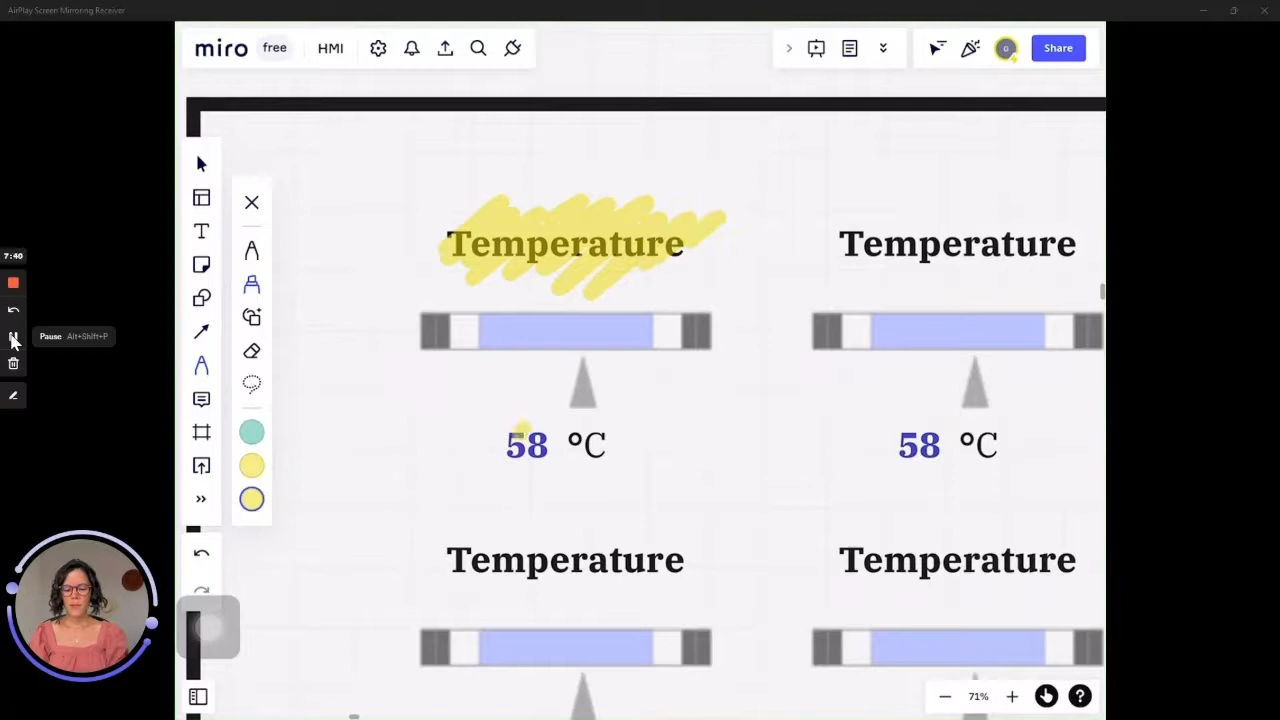 AirPlay Screen Mirroring Receiver
miro free HMI Share
7:40
Pause Alt+Shift+P
Temperature Temperature
58 °C 58 °C
Temperature Temperature
71%